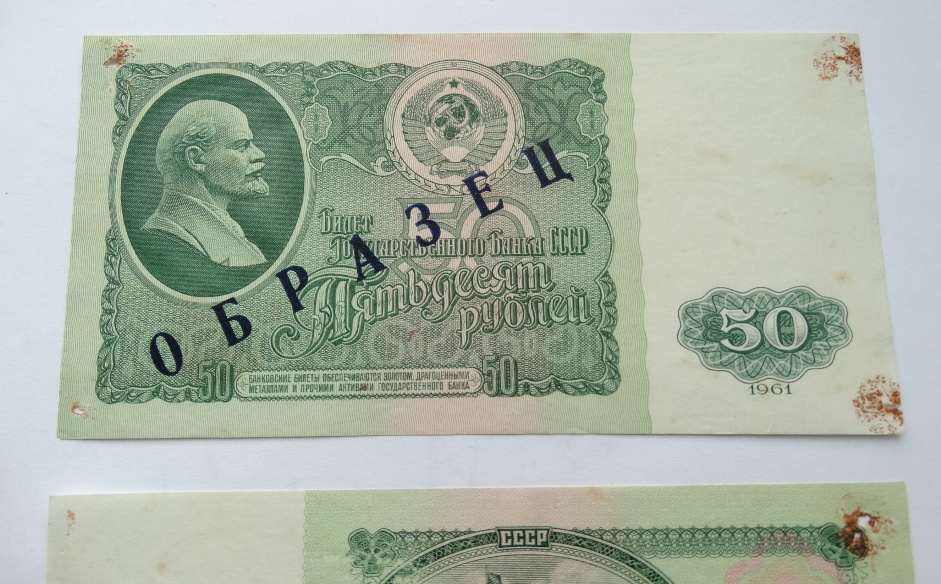 ОБРАЗЕЦ
50
Билет
Государственного Банка СССР
Пятьдесят
рублей
50 БАНКОВСКИЕ БИЛЕТЫ ОБЕСПЕЧИВАЮТСЯ ЗОЛОТОМ, ДРАГОЦЕННЫМИ
МЕТАЛЛАМИ И ПРОЧИМИ АКТИВАМИ ГОСУДАРСТВЕННОГО БАНКА 50
50
1961
СССР